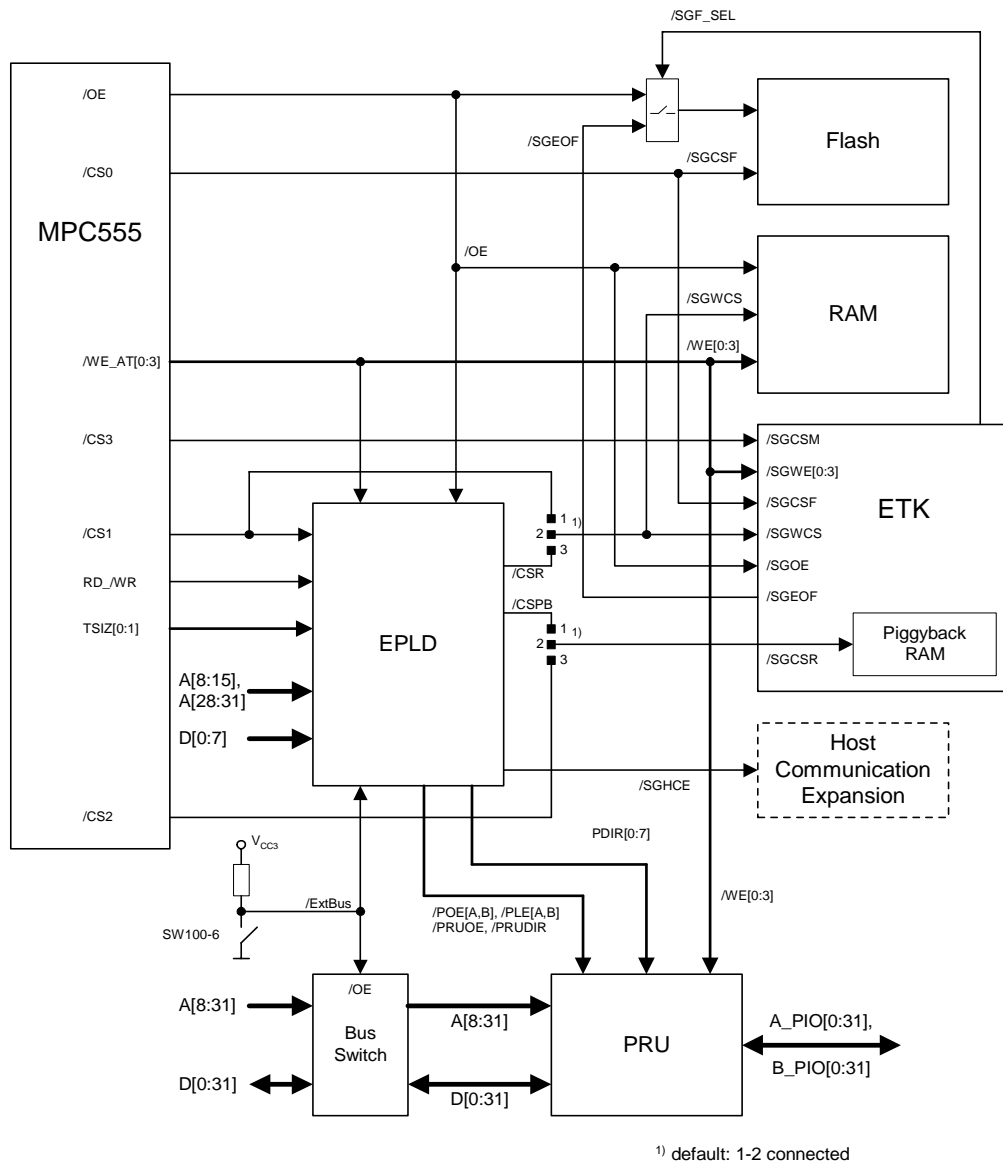 /SGF_SEL
/OE
Flash
/SGEOF
/CS0
/SGCSF
MPC555
/OE
/SGWCS
RAM
/WE_AT[0:3]
/WE[0:3]
/CS3
/SGCSM
/SGWE[0:3]
/SGCSF
ETK
/CS1
1 1)
2
3
/SGWCS
/SGOE
/CSR
RD_/WR
/SGEOF
/CSPB
TSIZ[0:1]
EPLD
1 1)
2
3
/SGCSR
Piggyback
RAM
A[8:15],
A[28:31]
D[0:7]
Host
Communication
Expansion
/SGHCE
/CS2
VCC3
PDIR[0:7]
/ExtBus
/POE[A,B], /PLE[A,B]
/PRUOE, /PRUDIR
/WE[0:3]
SW100-6
/OE
A[8:31]
Bus
Switch
A[8:31]
PRU
A_PIO[0:31],
B_PIO[0:31]
D[0:31]
D[0:31]
1) default: 1-2 connected